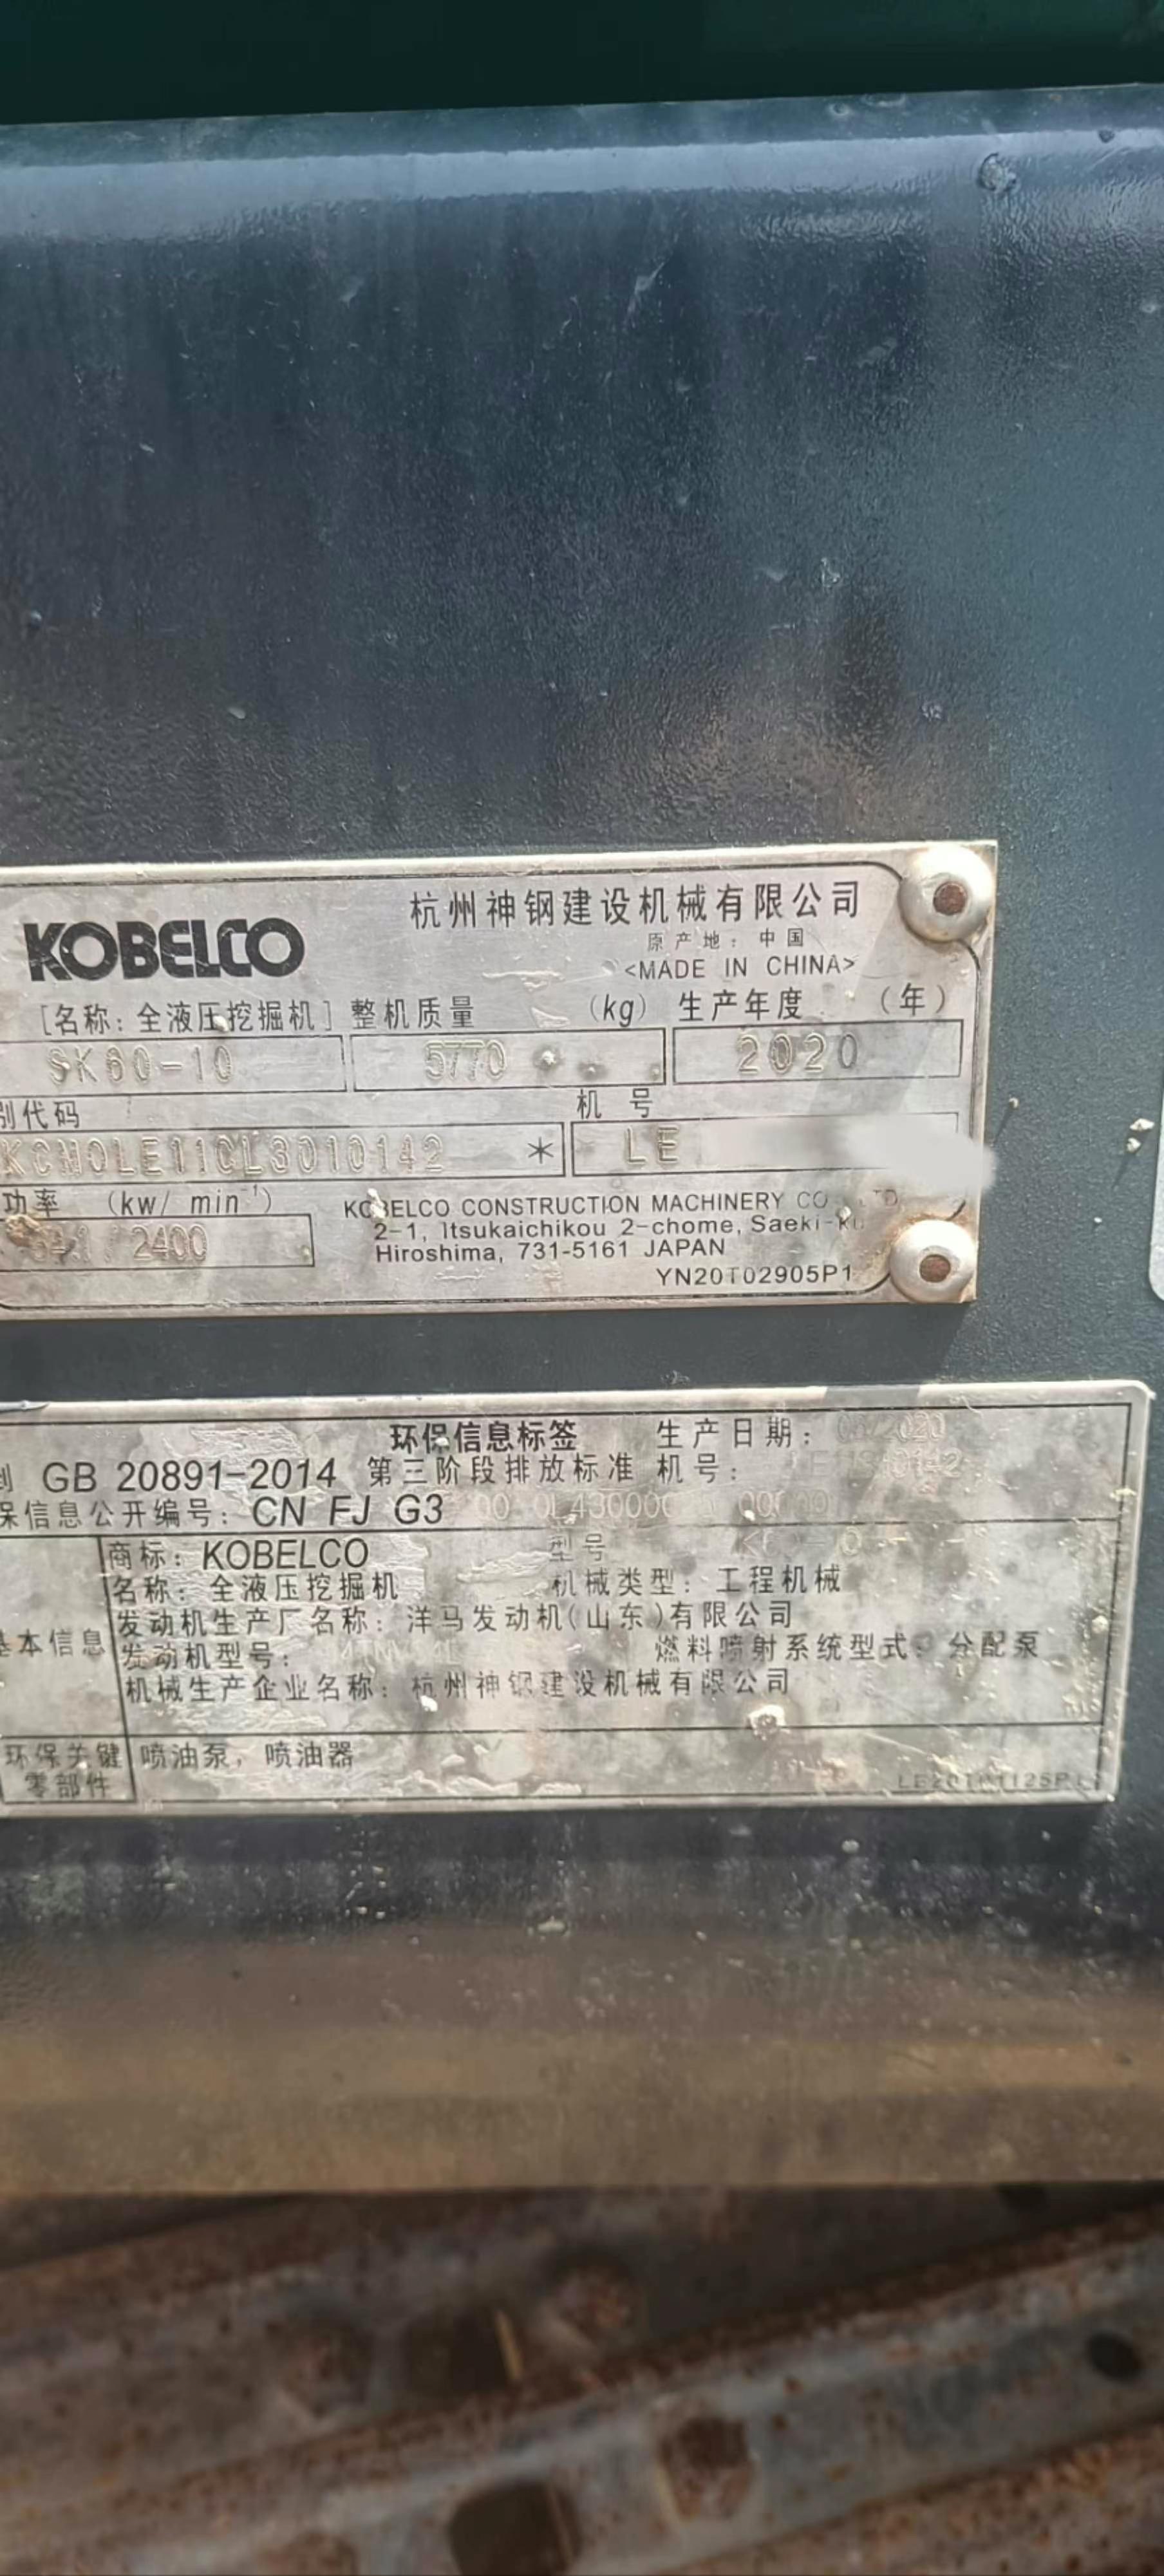 KOBELCO
杭州神钢建设机械有限公司
原产地：中国
<MADE IN CHINA>
[名称：全液压挖掘机] 整机质量 (kg) 生产年度 (年)
SK60-10 5770 2020
别代码 机 号
KCM0LE11CL3010142 * LE
功率 (kw/ min⁻¹)
2400
KOBELCO CONSTRUCTION MACHINERY CO
2-1, Itsukaichikou 2-chome, Saeki-ku
Hiroshima, 731-5161 JAPAN
YN20T02905P1
环保信息标签 生产日期：
到 GB 20891-2014 第三阶段排放标准 机号：
保信息公开编号：CN FJ G3
商标：KOBELCO 型号
名称：全液压挖掘机 机械类型：工程机械
发动机生产厂名称：洋马发动机(山东)有限公司
基本信息 发动机型号： 燃料喷射系统型式：分配泵
机械生产企业名称：杭州神钢建设机械有限公司
环保关键 喷油泵，喷油器
零部件